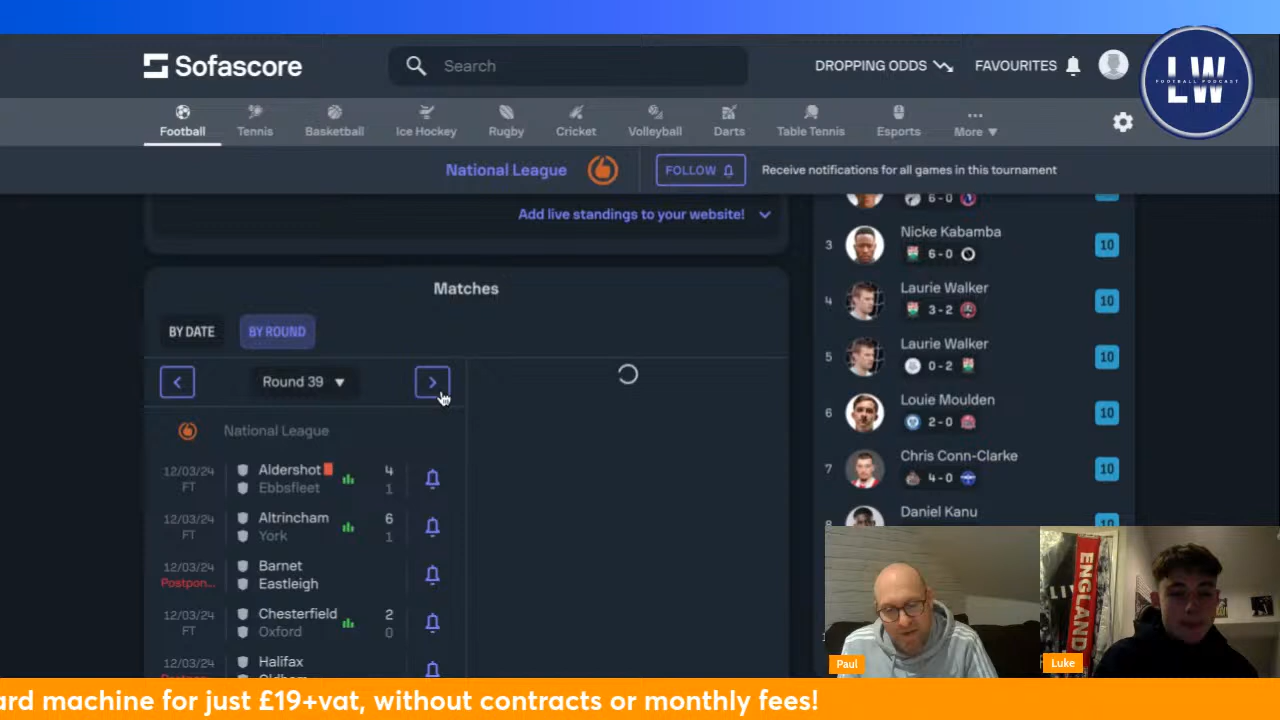 Sofascore
Search
DROPPING ODDS
FAVOURITES
LW
FOOTBALL PODCAST
Football
Tennis
Basketball
Ice Hockey
Rugby
Cricket
Volleyball
Darts
Table Tennis
Esports
More ▼
National League
FOLLOW
Receive notifications for all games in this tournament
Add live standings to your website!
6-0
3
Nicke Kabamba
6-0
10
4
Laurie Walker
3-2
10
5
Laurie Walker
0-2
10
6
Louie Moulden
2-0
10
7
Chris Conn-Clarke
4-0
10
Daniel Kanu
Matches
BY DATE
BY ROUND
< Round 39 ▼ >
National League
12/03/24 Aldershot 4
FT Ebbsfleet 1
12/03/24 Altrincham 6
FT York 1
12/03/24 Barnet
Postpon... Eastleigh
12/03/24 Chesterfield 2
FT Oxford 0
12/03/24 Halifax
ENGLAND
Paul
Luke
ard machine for just £19+vat, without contracts or monthly fees!